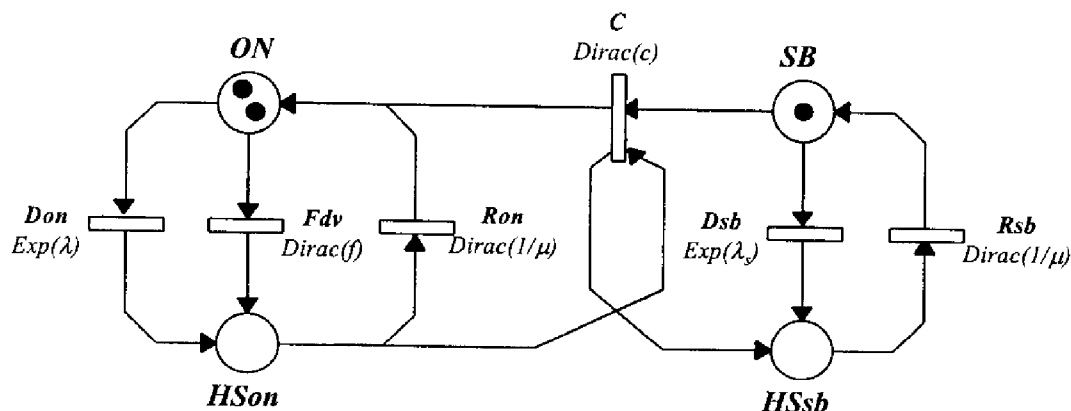 C
Dirac(c)
ON
SB
Don
Exp(λ)
Fdv
Dirac(f)
Ron
Dirac(1/μ)
Dsb
Exp(λs)
Rsb
Dirac(1/μ)
HSon
HSsb